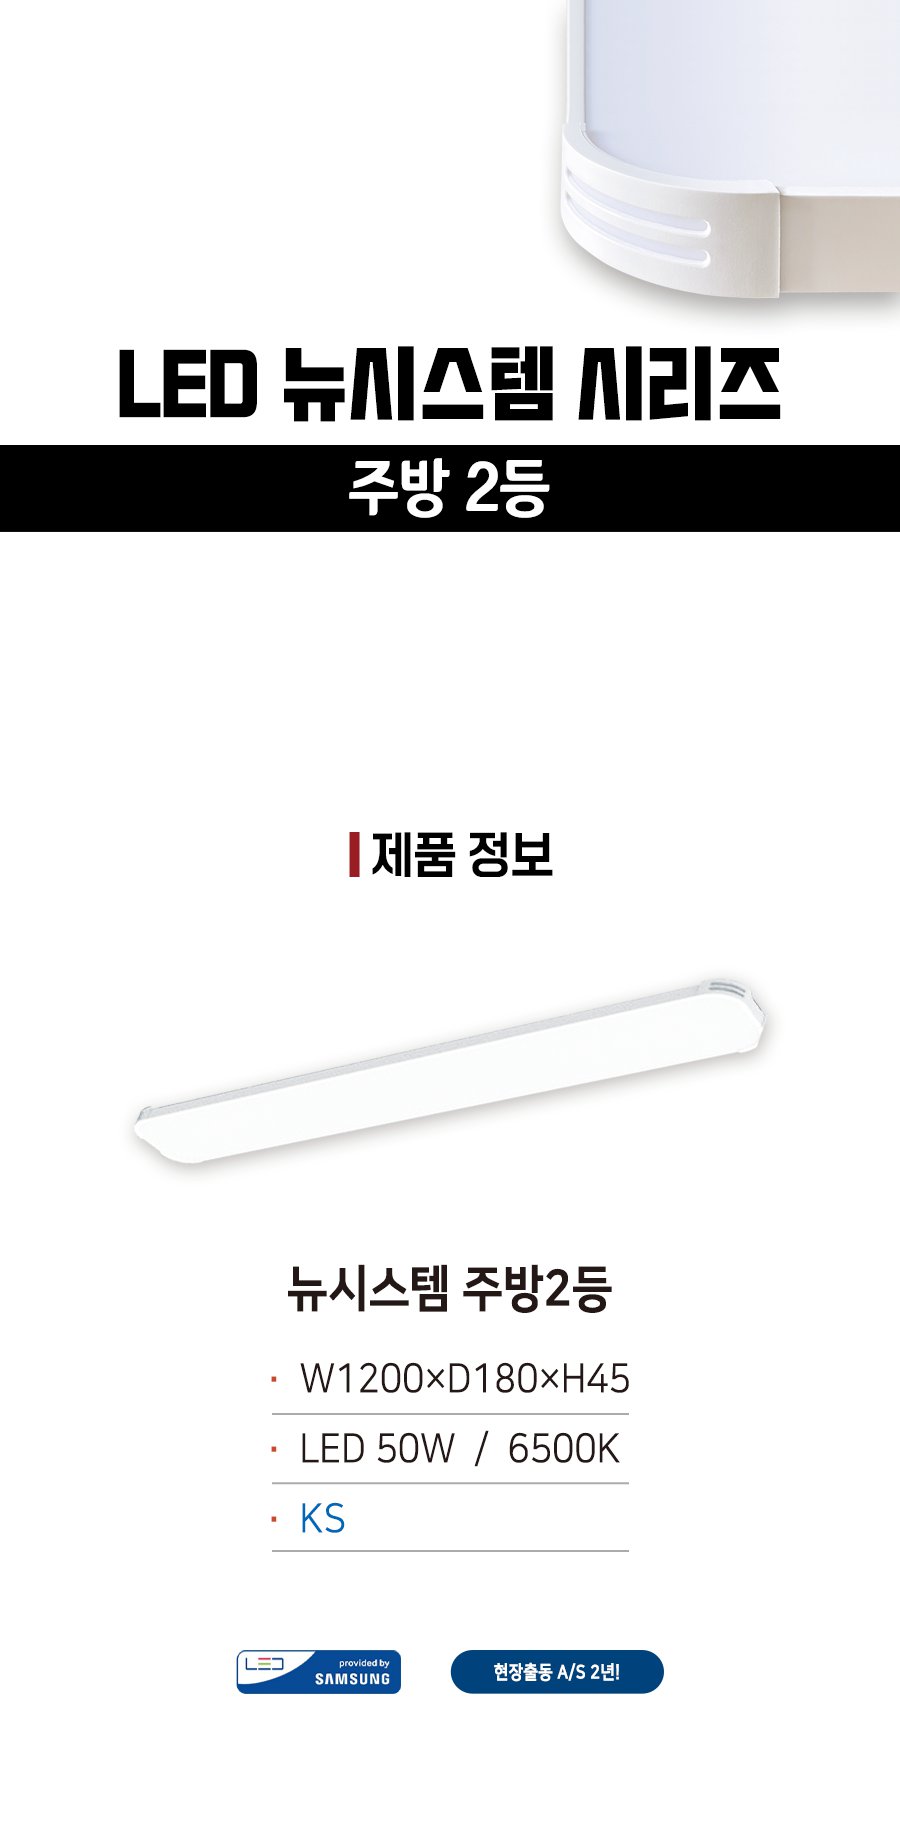 LED 뉴시스템 시리즈
주방 2등
제품 정보
뉴시스템 주방2등
· W1200×D180×H45
· LED 50W / 6500K
· KS
LED
provided by
SAMSUNG
현장출동 A/S 2년!